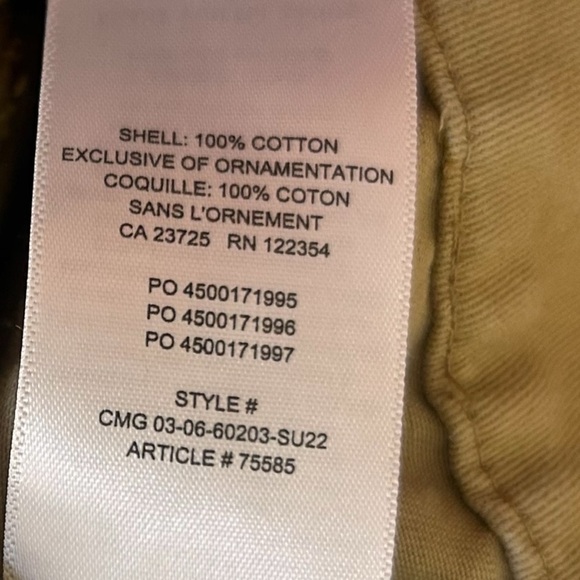 SHELL: 100% COTTON
EXCLUSIVE OF ORNAMENTATION
COQUILLE: 100% COTON
SANS L'ORNEMENT
CA 23725 RN 122354
PO 4500171995
PO 4500171996
PO 4500171997
STYLE #
CMG 03-06-60203-SU22
ARTICLE # 75585